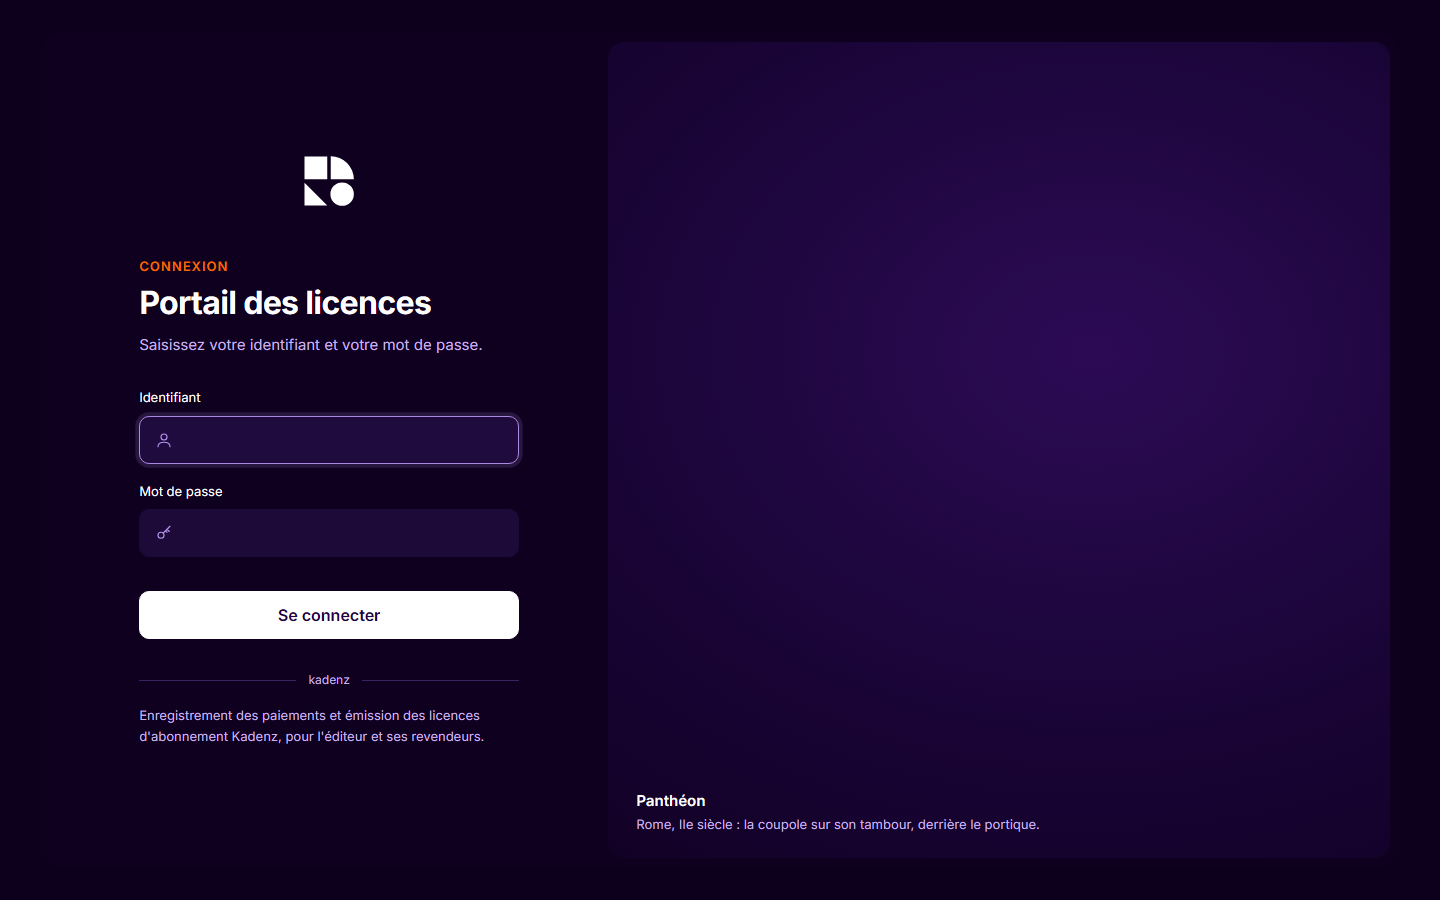 CONNEXION
Portail des licences
Saisissez votre identifiant et votre mot de passe.
Identifiant
Mot de passe
Se connecter
kadenz
Enregistrement des paiements et émission des licences
d'abonnement Kadenz, pour l'éditeur et ses revendeurs.
Panthéon
Rome, IIe siècle : la coupole sur son tambour, derrière le portique.